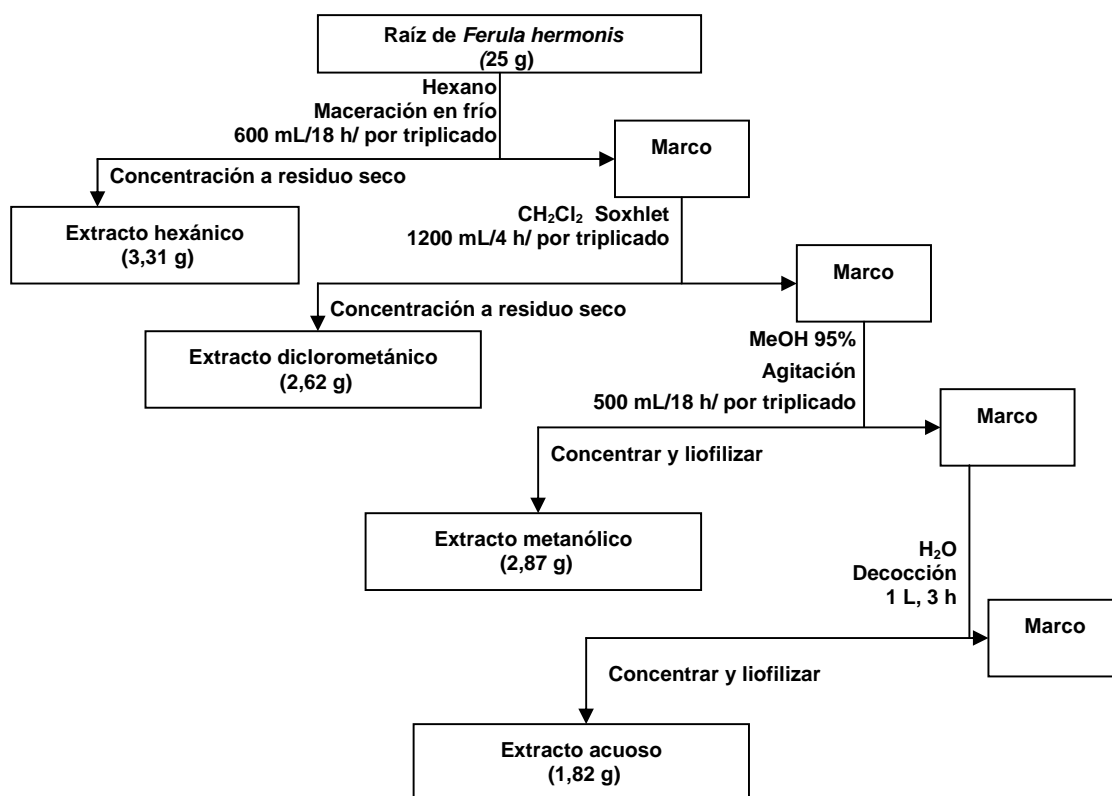 Raíz de Ferula hermonis
(25 g)
Hexano
Maceración en frío
600 mL/18 h/ por triplicado
Marco
Concentración a residuo seco
Extracto hexánico
(3,31 g)
CH₂Cl₂ Soxhlet
1200 mL/4 h/ por triplicado
Marco
Concentración a residuo seco
Extracto diclorometánico
(2,62 g)
MeOH 95%
Agitación
500 mL/18 h/ por triplicado
Marco
Concentrar y liofilizar
Extracto metanólico
(2,87 g)
H₂O
Decocción
1 L, 3 h
Marco
Concentrar y liofilizar
Extracto acuoso
(1,82 g)